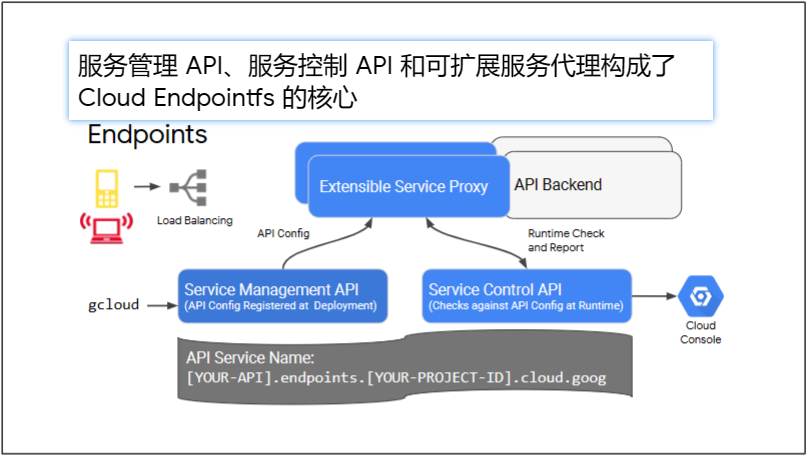 服务管理 API、服务控制 API 和可扩展服务代理构成了
Cloud Endpointfs 的核心
Endpoints
Load Balancing
Extensible Service Proxy
API Backend
API Config
Runtime Check
and Report
gcloud
Service Management API
(API Config Registered at Deployment)
Service Control API
(Checks against API Config at Runtime)
Cloud
Console
API Service Name:
[YOUR-API].endpoints.[YOUR-PROJECT-ID].cloud.goog